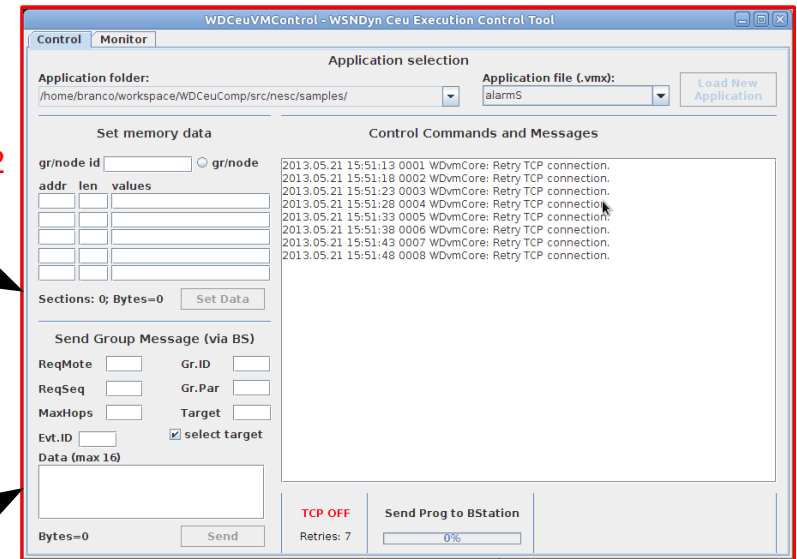 WDCeuVMControl - WSNDyn Ceu Execution Control Tool
Control Monitor
Application selection
Application folder:
/home/branco/workspace/WDCeuComp/src/nesc/samples/
Application file (.vmx):
alarmS
Load New
Application
2
Set memory data
gr/node id
gr/node
addr len values
Sections: 0; Bytes=0
Set Data
Send Group Message (via BS)
ReqMote
Gr.ID
ReqSeq
Gr.Par
MaxHops
Target
Evt.ID
select target
Data (max 16)
Bytes=0
Send
Control Commands and Messages
2013.05.21 15:51:13 0001 WDvmCore: Retry TCP connection.
2013.05.21 15:51:18 0002 WDvmCore: Retry TCP connection.
2013.05.21 15:51:23 0003 WDvmCore: Retry TCP connection.
2013.05.21 15:51:28 0004 WDvmCore: Retry TCP connection.
2013.05.21 15:51:33 0005 WDvmCore: Retry TCP connection.
2013.05.21 15:51:38 0006 WDvmCore: Retry TCP connection.
2013.05.21 15:51:43 0007 WDvmCore: Retry TCP connection.
2013.05.21 15:51:48 0008 WDvmCore: Retry TCP connection.
TCP OFF
Retries: 7
Send Prog to BStation
0%